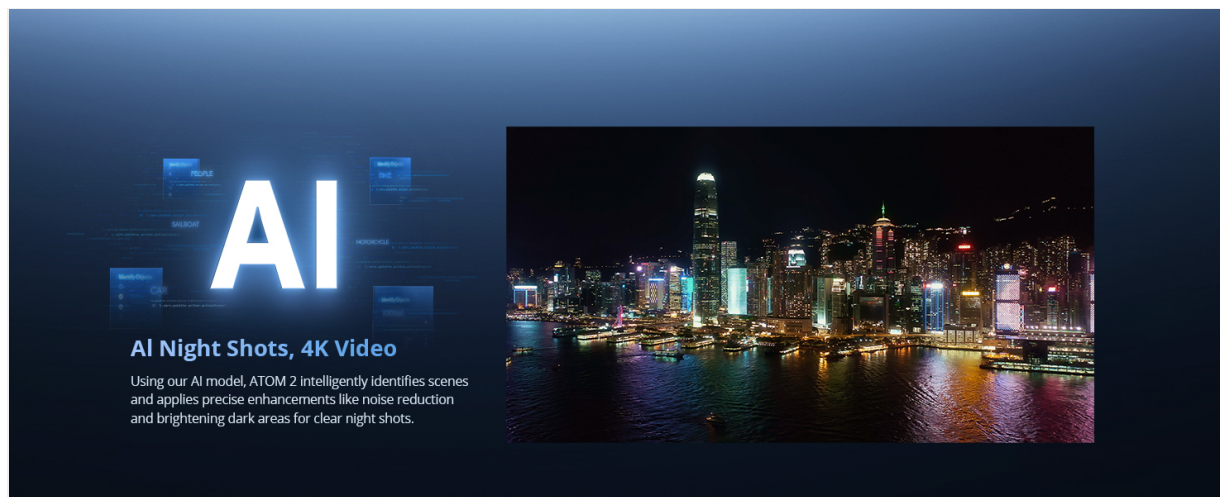 PEOPLE
BIKE
SAILBOAT
MOTORCYCLE
CAR
AI
AI Night Shots, 4K Video
Using our AI model, ATOM 2 intelligently identifies scenes
and applies precise enhancements like noise reduction
and brightening dark areas for clear night shots.